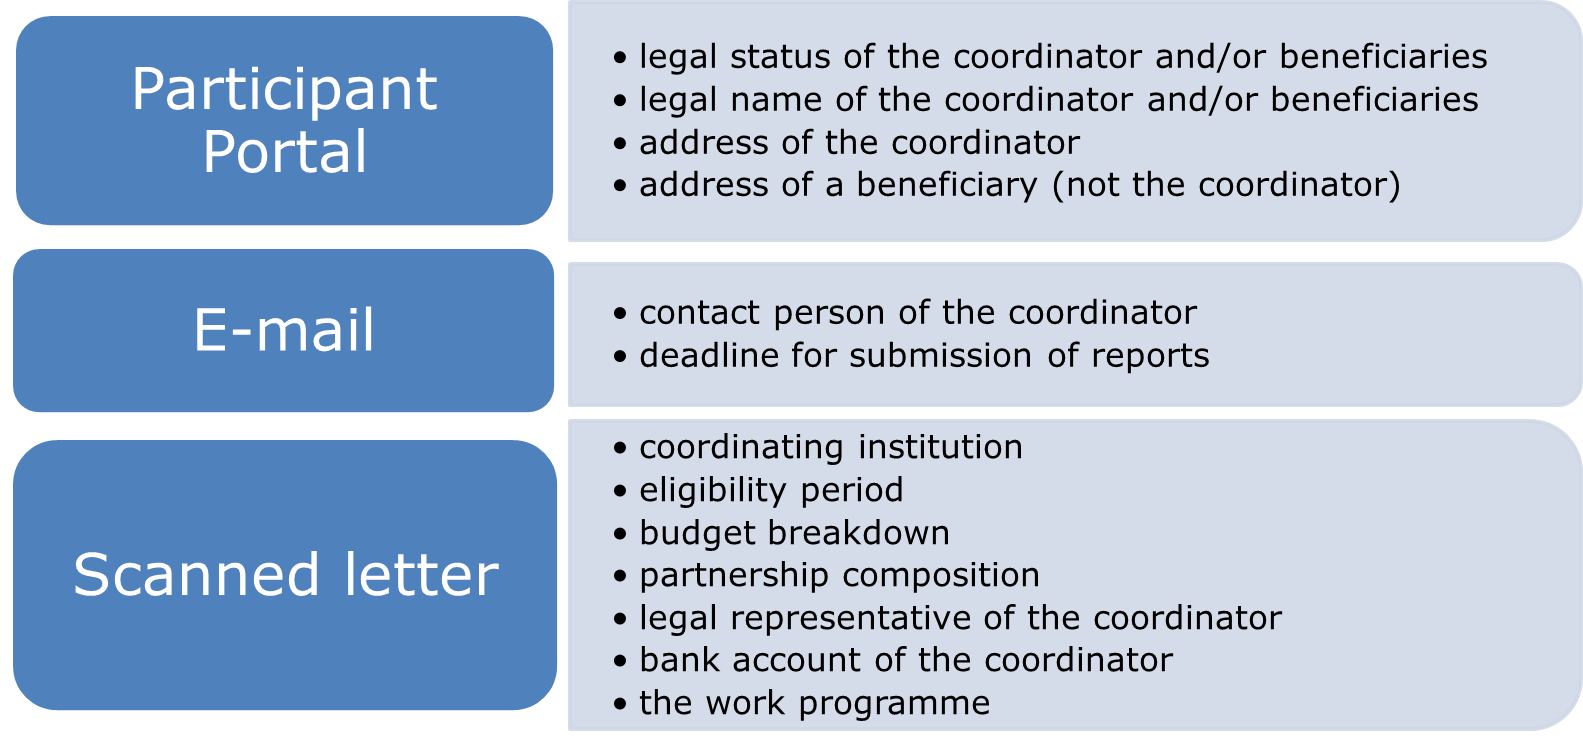 Participant
Portal
• legal status of the coordinator and/or beneficiaries
• legal name of the coordinator and/or beneficiaries
• address of the coordinator
• address of a beneficiary (not the coordinator)
E-mail
• contact person of the coordinator
• deadline for submission of reports
Scanned letter
• coordinating institution
• eligibility period
• budget breakdown
• partnership composition
• legal representative of the coordinator
• bank account of the coordinator
• the work programme